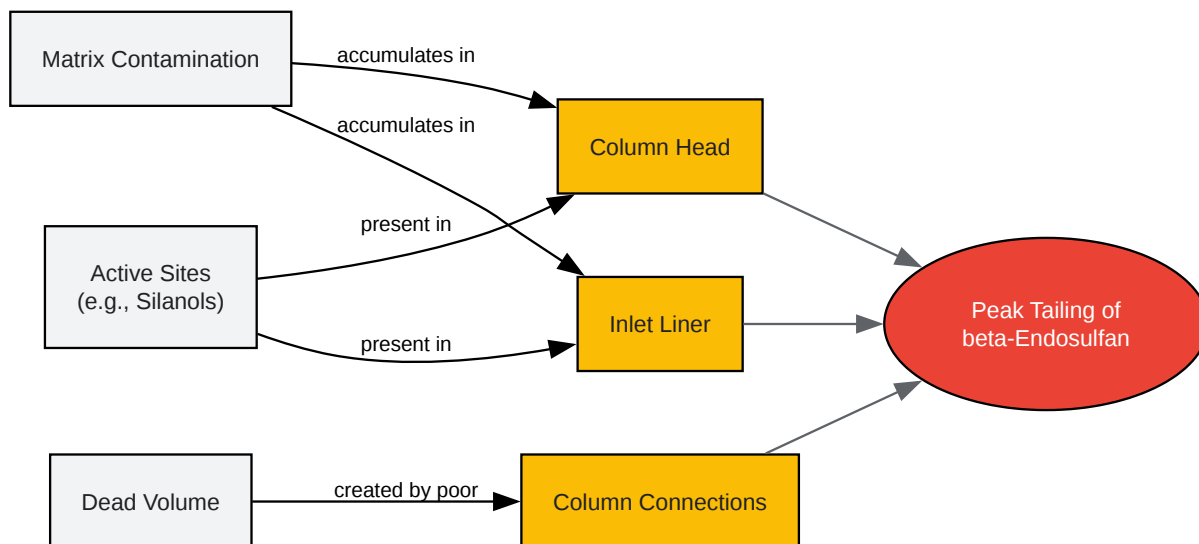 Matrix Contamination
accumulates in
accumulates in
Column Head
present in
Active Sites
(e.g., Silanols)
Inlet Liner
Peak Tailing of
beta-Endosulfan
present in
Dead Volume
created by poor
Column Connections